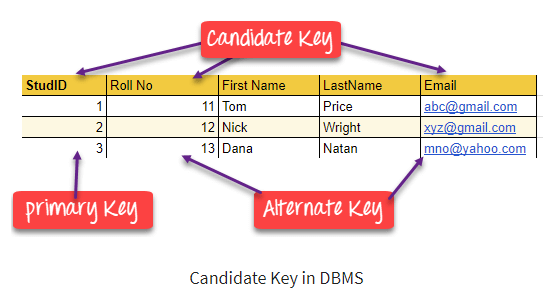 Candidate Key
StudID Roll No First Name LastName Email
1 11 Tom Price abc@gmail.com
2 12 Nick Wright xyz@gmail.com
3 13 Dana Natan mno@yahoo.com
primary Key Alternate Key
Candidate Key in DBMS